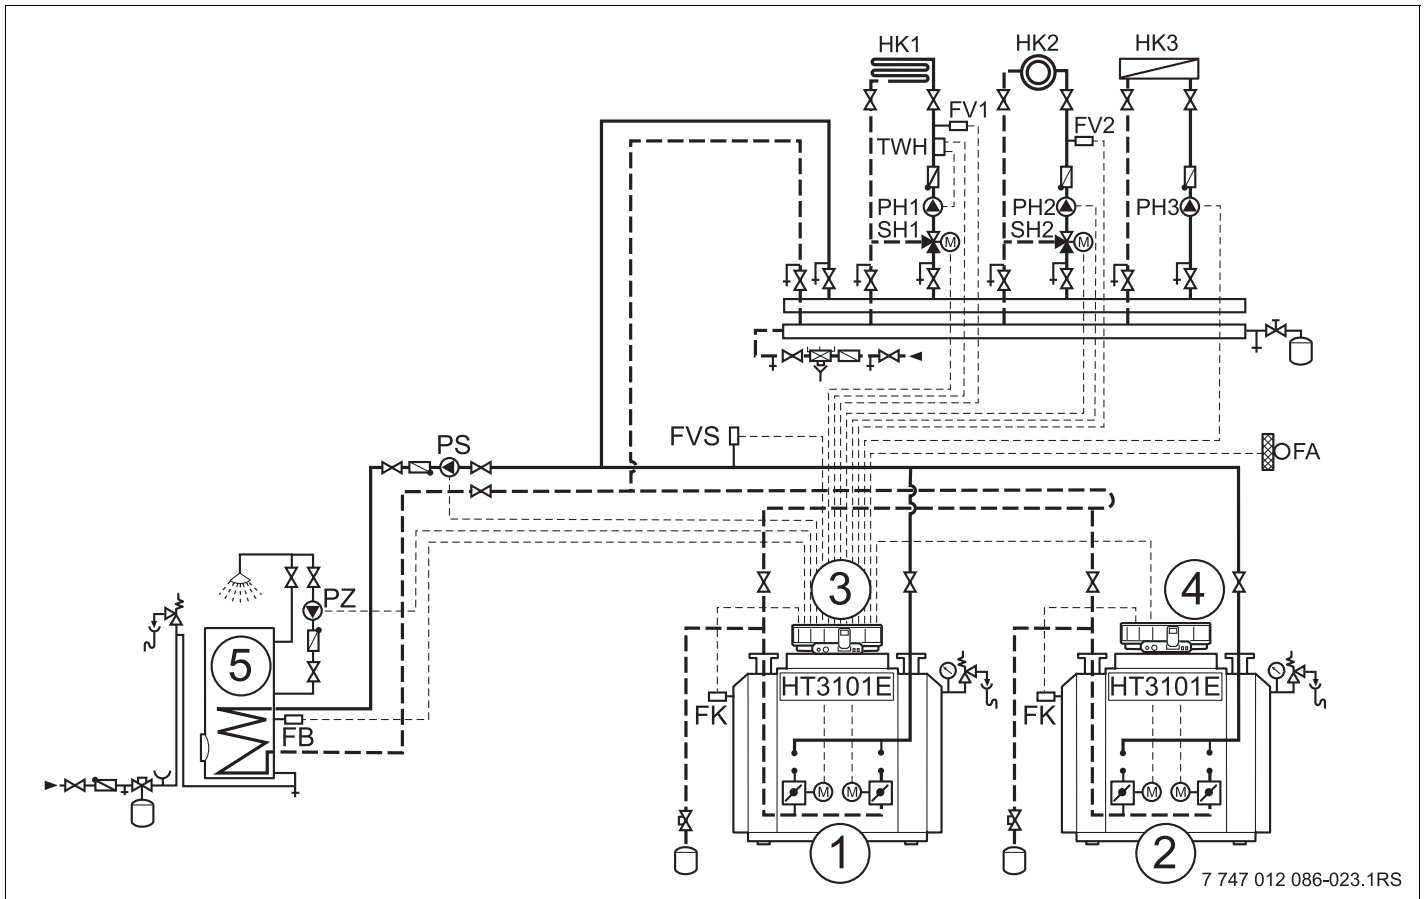 HK1
HK2
HK3
FV1
FV2
TWH
PH1
PH2
PH3
SH1
M
SH2
M
PS
FVS
FA
3
4
PZ
5
HT3101E
HT3101E
FK
FK
FB
M
M
M
M
1
2
7 747 012 086-023.1RS